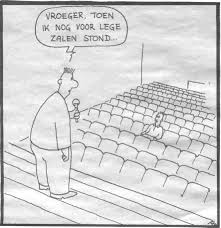 VROEGER, TOEN
IK NOG VOOR LEGE
ZALEN STOND...